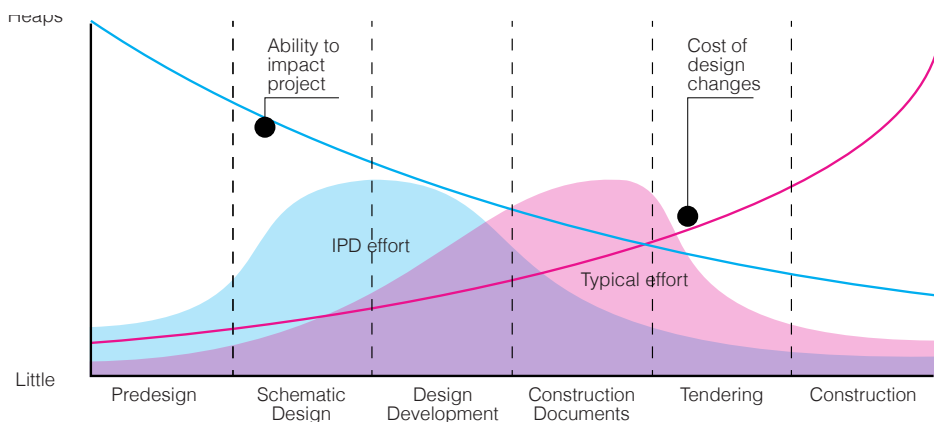 Heaps
Ability to
impact
project
Cost of
design
changes
IPD effort
Typical effort
Little
Predesign
Schematic
Design
Design
Development
Construction
Documents
Tendering
Construction